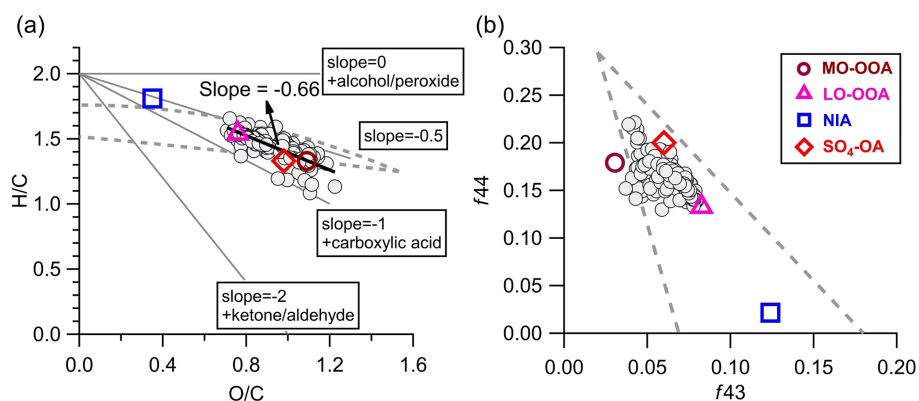 (a)
2.0
1.5
1.0
0.5
0.0
H/C
0.0
0.4
0.8
1.2
1.6
O/C
slope=0
+alcohol/peroxide
Slope = -0.66
slope=-0.5
slope=-1
+carboxylic acid
slope=-2
+ketone/aldehyde
(b)
0.30
0.25
0.20
0.15
0.10
0.05
0.00
f44
0.00
0.05
0.10
0.15
0.20
f43
MO-OOA
LO-OOA
NIA
SO₄-OA